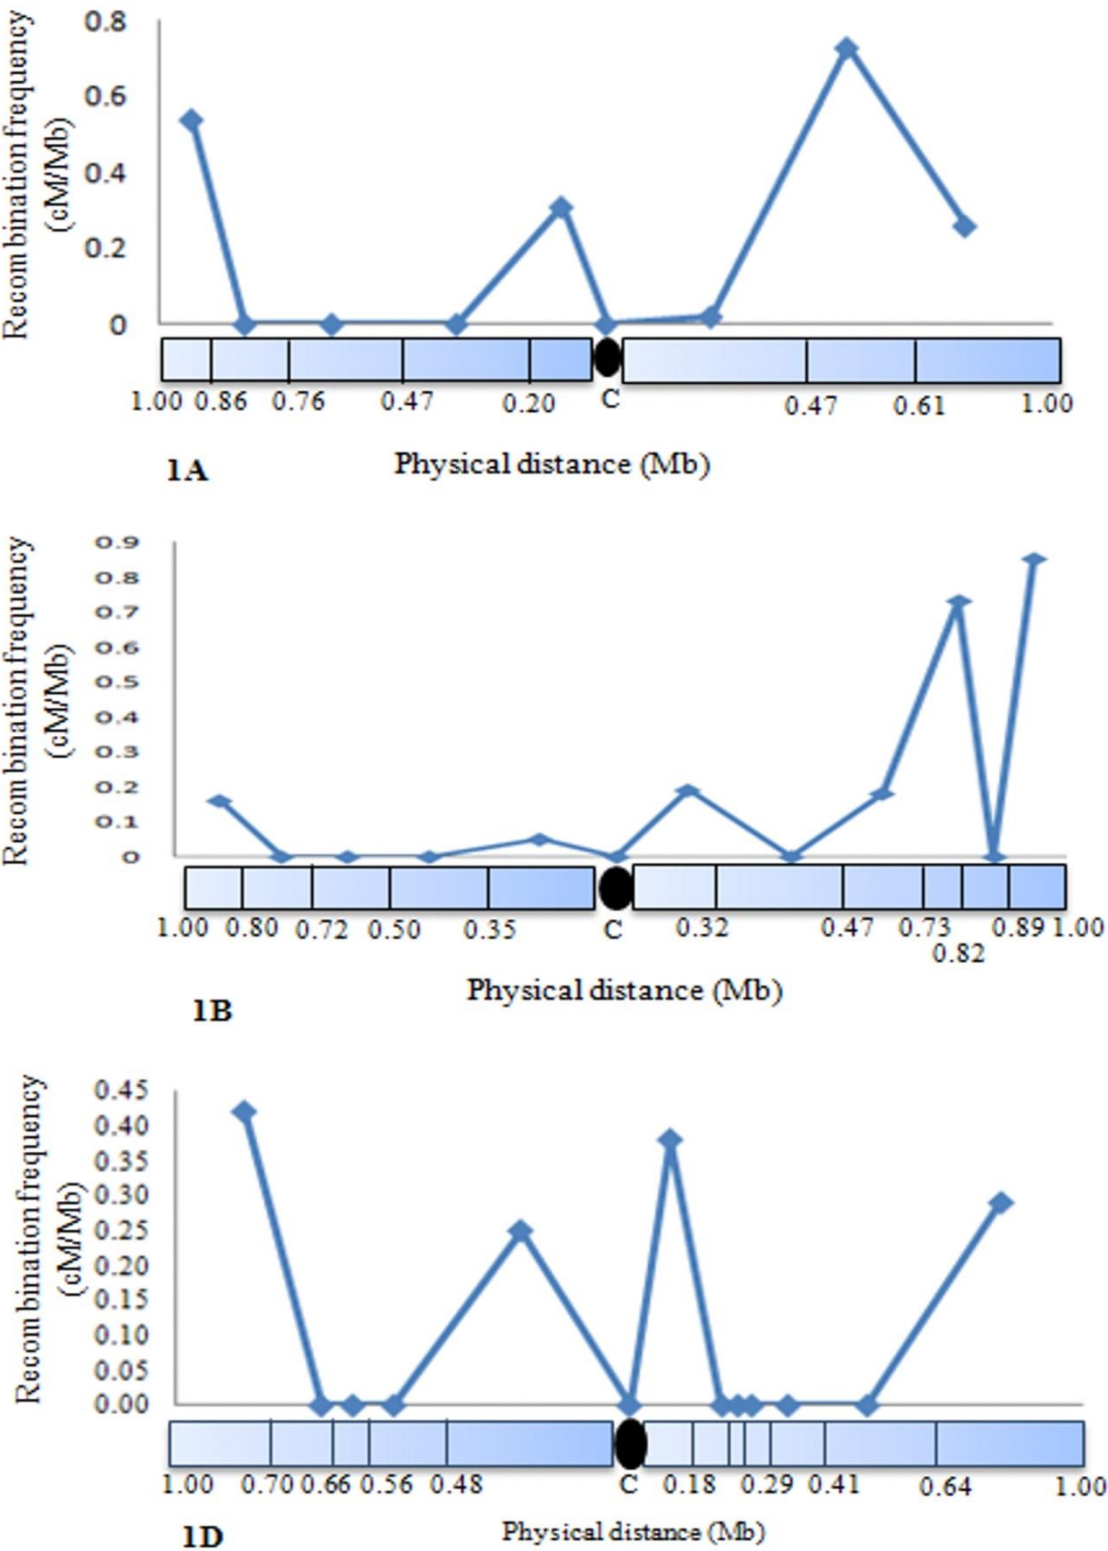 Recombination frequency
(cM/Mb)
0.8
0.6
0.4
0.2
0
1.00 0.86 0.76 0.47 0.20 C 0.47 0.61 1.00
1A Physical distance (Mb)
Recombination frequency
(cM/Mb)
0.9
0.8
0.7
0.6
0.5
0.4
0.3
0.2
0.1
0
1.00 0.80 0.72 0.50 0.35 C 0.32 0.47 0.73 0.89 1.00
0.82
1B Physical distance (Mb)
Recombination frequency
(cM/Mb)
0.45
0.40
0.35
0.30
0.25
0.20
0.15
0.10
0.05
0.00
1.00 0.70 0.66 0.56 0.48 C 0.18 0.29 0.41 0.64 1.00
1D Physical distance (Mb)